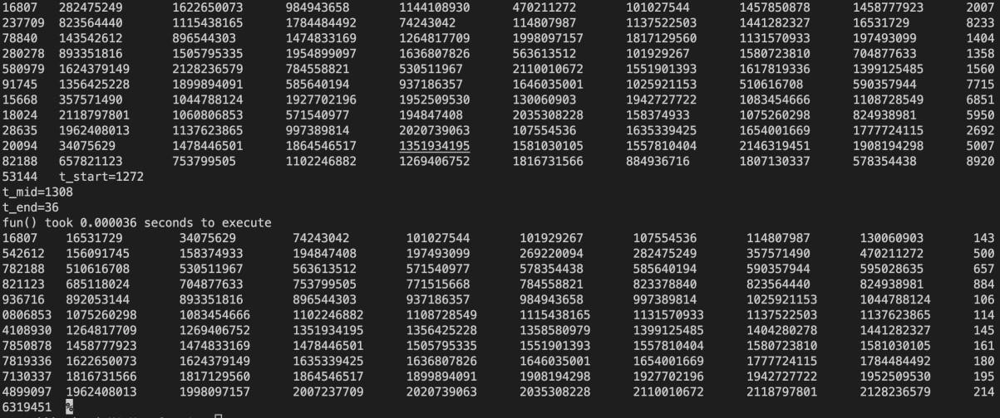 16807 282475249 1622650073 984943658 1144108930 470211272 101027544 1457850878 1458777923 2007
237709 823564440 1115438165 1784484492 74243042 114807987 1137522503 1441282327 16531729 8233
78840 143542612 896544303 1474833169 1264817709 1998097157 1817129560 1131570933 197493099 1404
280278 893351816 1505795335 1954899097 1636807826 563613512 101929267 1580723810 704877633 1358
580979 1624379149 2128236579 784558821 530511967 2110010672 1551901393 1617819336 1399125485 1560
91745 1356425228 1899894091 585640194 937186357 1646035001 1025921153 510616708 590357944 7715
15668 357571490 1044788124 1927702196 1952509530 130060903 1942727722 1083454666 1108728549 6851
18024 2118797801 1060806853 571540977 194847408 2035308228 158374933 1075260298 824938981 5950
28635 1962408013 1137623865 997389814 2020739063 107554536 1635339425 1654001669 1777724115 2692
20094 34075629 1478446501 1864546517 1351934195 1581030105 1557810404 2146319451 1908194298 5007
82188 657821123 753799505 1102246882 1269406752 1816731566 884936716 1807130337 578354438 8920
53144 t_start=1272
t_mid=1308
t_end=36
fun() took 0.000036 seconds to execute
16807 16531729 34075629 74243042 101027544 101929267 107554536 114807987 130060903 143
542612 156091745 158374933 194847408 197493099 269220094 282475249 357571490 470211272 500
782188 510616708 530511967 563613512 571540977 578354438 585640194 590357944 595028635 657
821123 685118024 704877633 753799505 771515668 784558821 823378840 823564440 824938981 884
936716 892053144 893351816 896544303 937186357 984943658 997389814 1025921153 1044788124 106
0806853 1075260298 1083454666 1102246882 1108728549 1115438165 1131570933 1137522503 1137623865 114
4108930 1264817709 1269406752 1351934195 1356425228 1358580979 1399125485 1404280278 1441282327 145
7850878 1458777923 1474833169 1478446501 1505795335 1551901393 1557810404 1580723810 1581030105 161
7819336 1622650073 1624379149 1635339425 1636807826 1646035001 1654001669 1777724115 1784484492 180
7130337 1816731566 1817129560 1864546517 1899894091 1908194298 1927702196 1942727722 1952509530 195
4899097 1962408013 1998097157 2007237709 2020739063 2035308228 2110010672 2118797801 2128236579 214
6319451 %